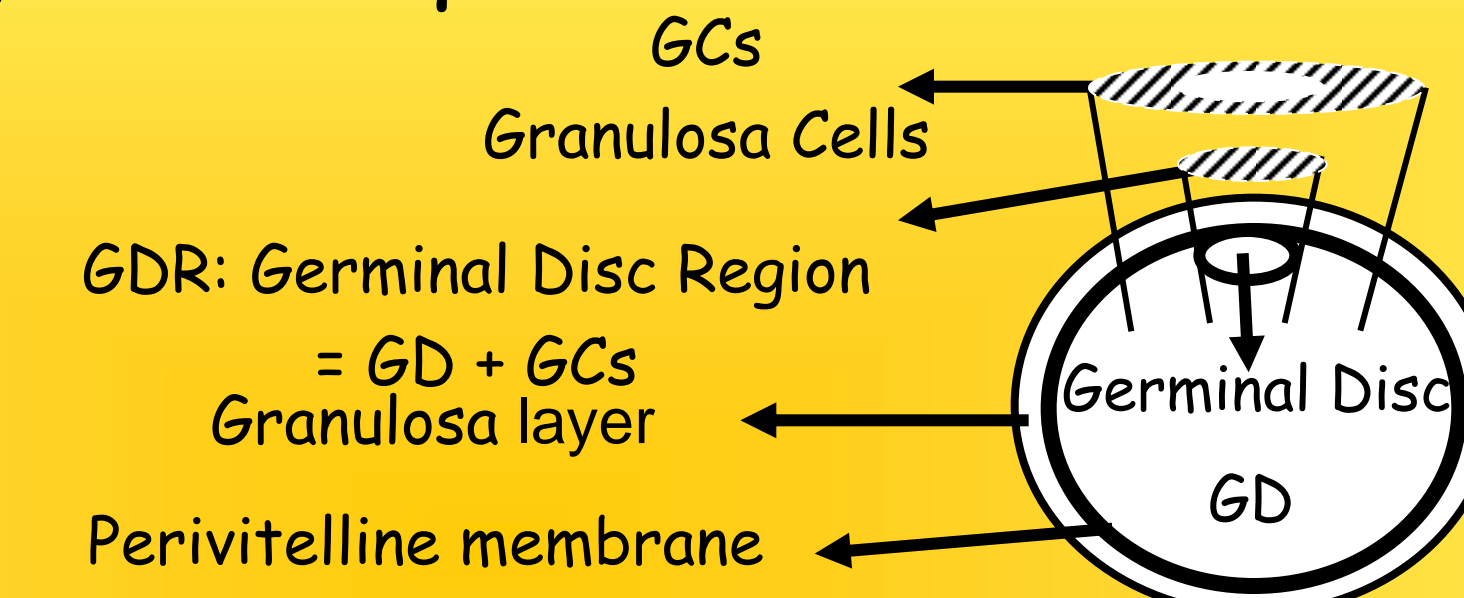 GCs
Granulosa Cells
GDR: Germinal Disc Region
= GD + GCs
Granulosa layer
Perivitelline membrane
Germinal Disc
GD